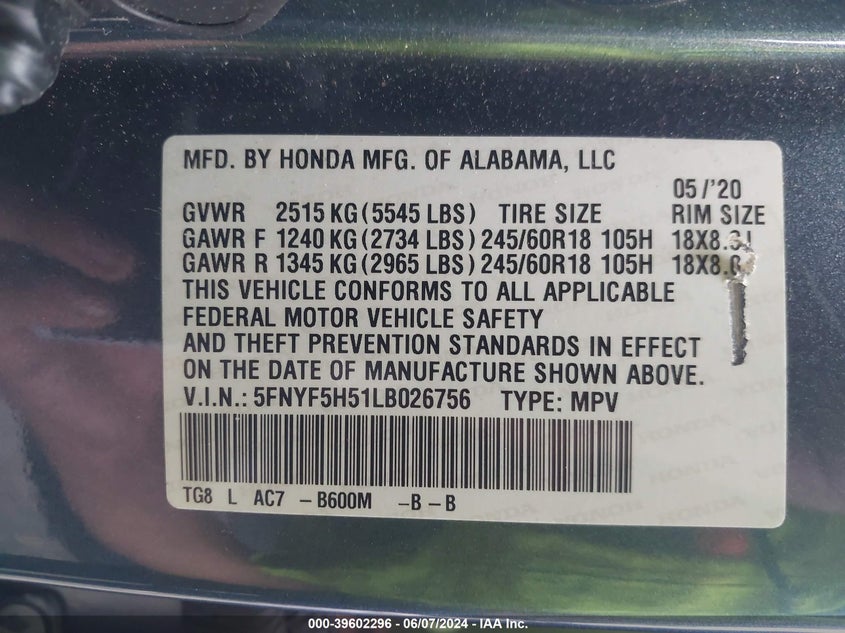 MFD. BY HONDA MFG. OF ALABAMA, LLC
05/'20
GVWR 2515 KG (5545 LBS) TIRE SIZE RIM SIZE
GAWR F 1240 KG (2734 LBS) 245/60R18 105H
GAWR R 1345 KG (2965 LBS) 245/60R18 105H
THIS VEHICLE CONFORMS TO ALL APPLICABLE
FEDERAL MOTOR VEHICLE SAFETY
AND THEFT PREVENTION STANDARDS IN EFFECT
ON THE DATE OF MANUFACTURE SHOWN ABOVE.
V.I.N.: 5FNYF5H51LB026756 TYPE: MPV
TG8 L AC7 -B600M -B-B
000-39602296 - 06/07/2024 - IAA Inc.